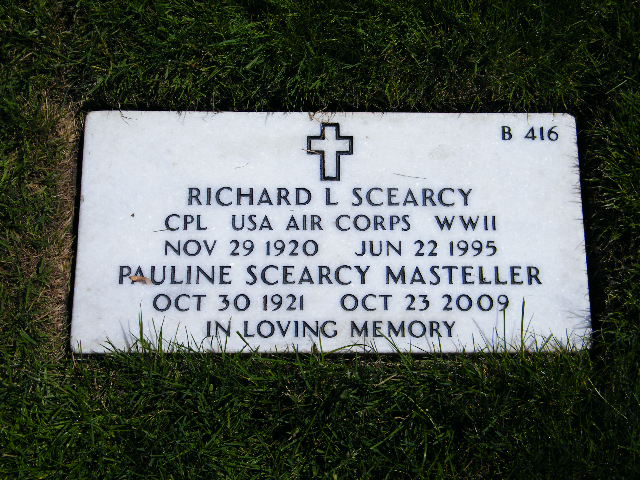 B 416
RICHARD L SCEARCY
CPL USA AIR CORPS WWII
NOV 29 1920 JUN 22 1995
PAULINE SCEARCY MASTELLER
OCT 30 1921 OCT 23 2009
IN LOVING MEMORY